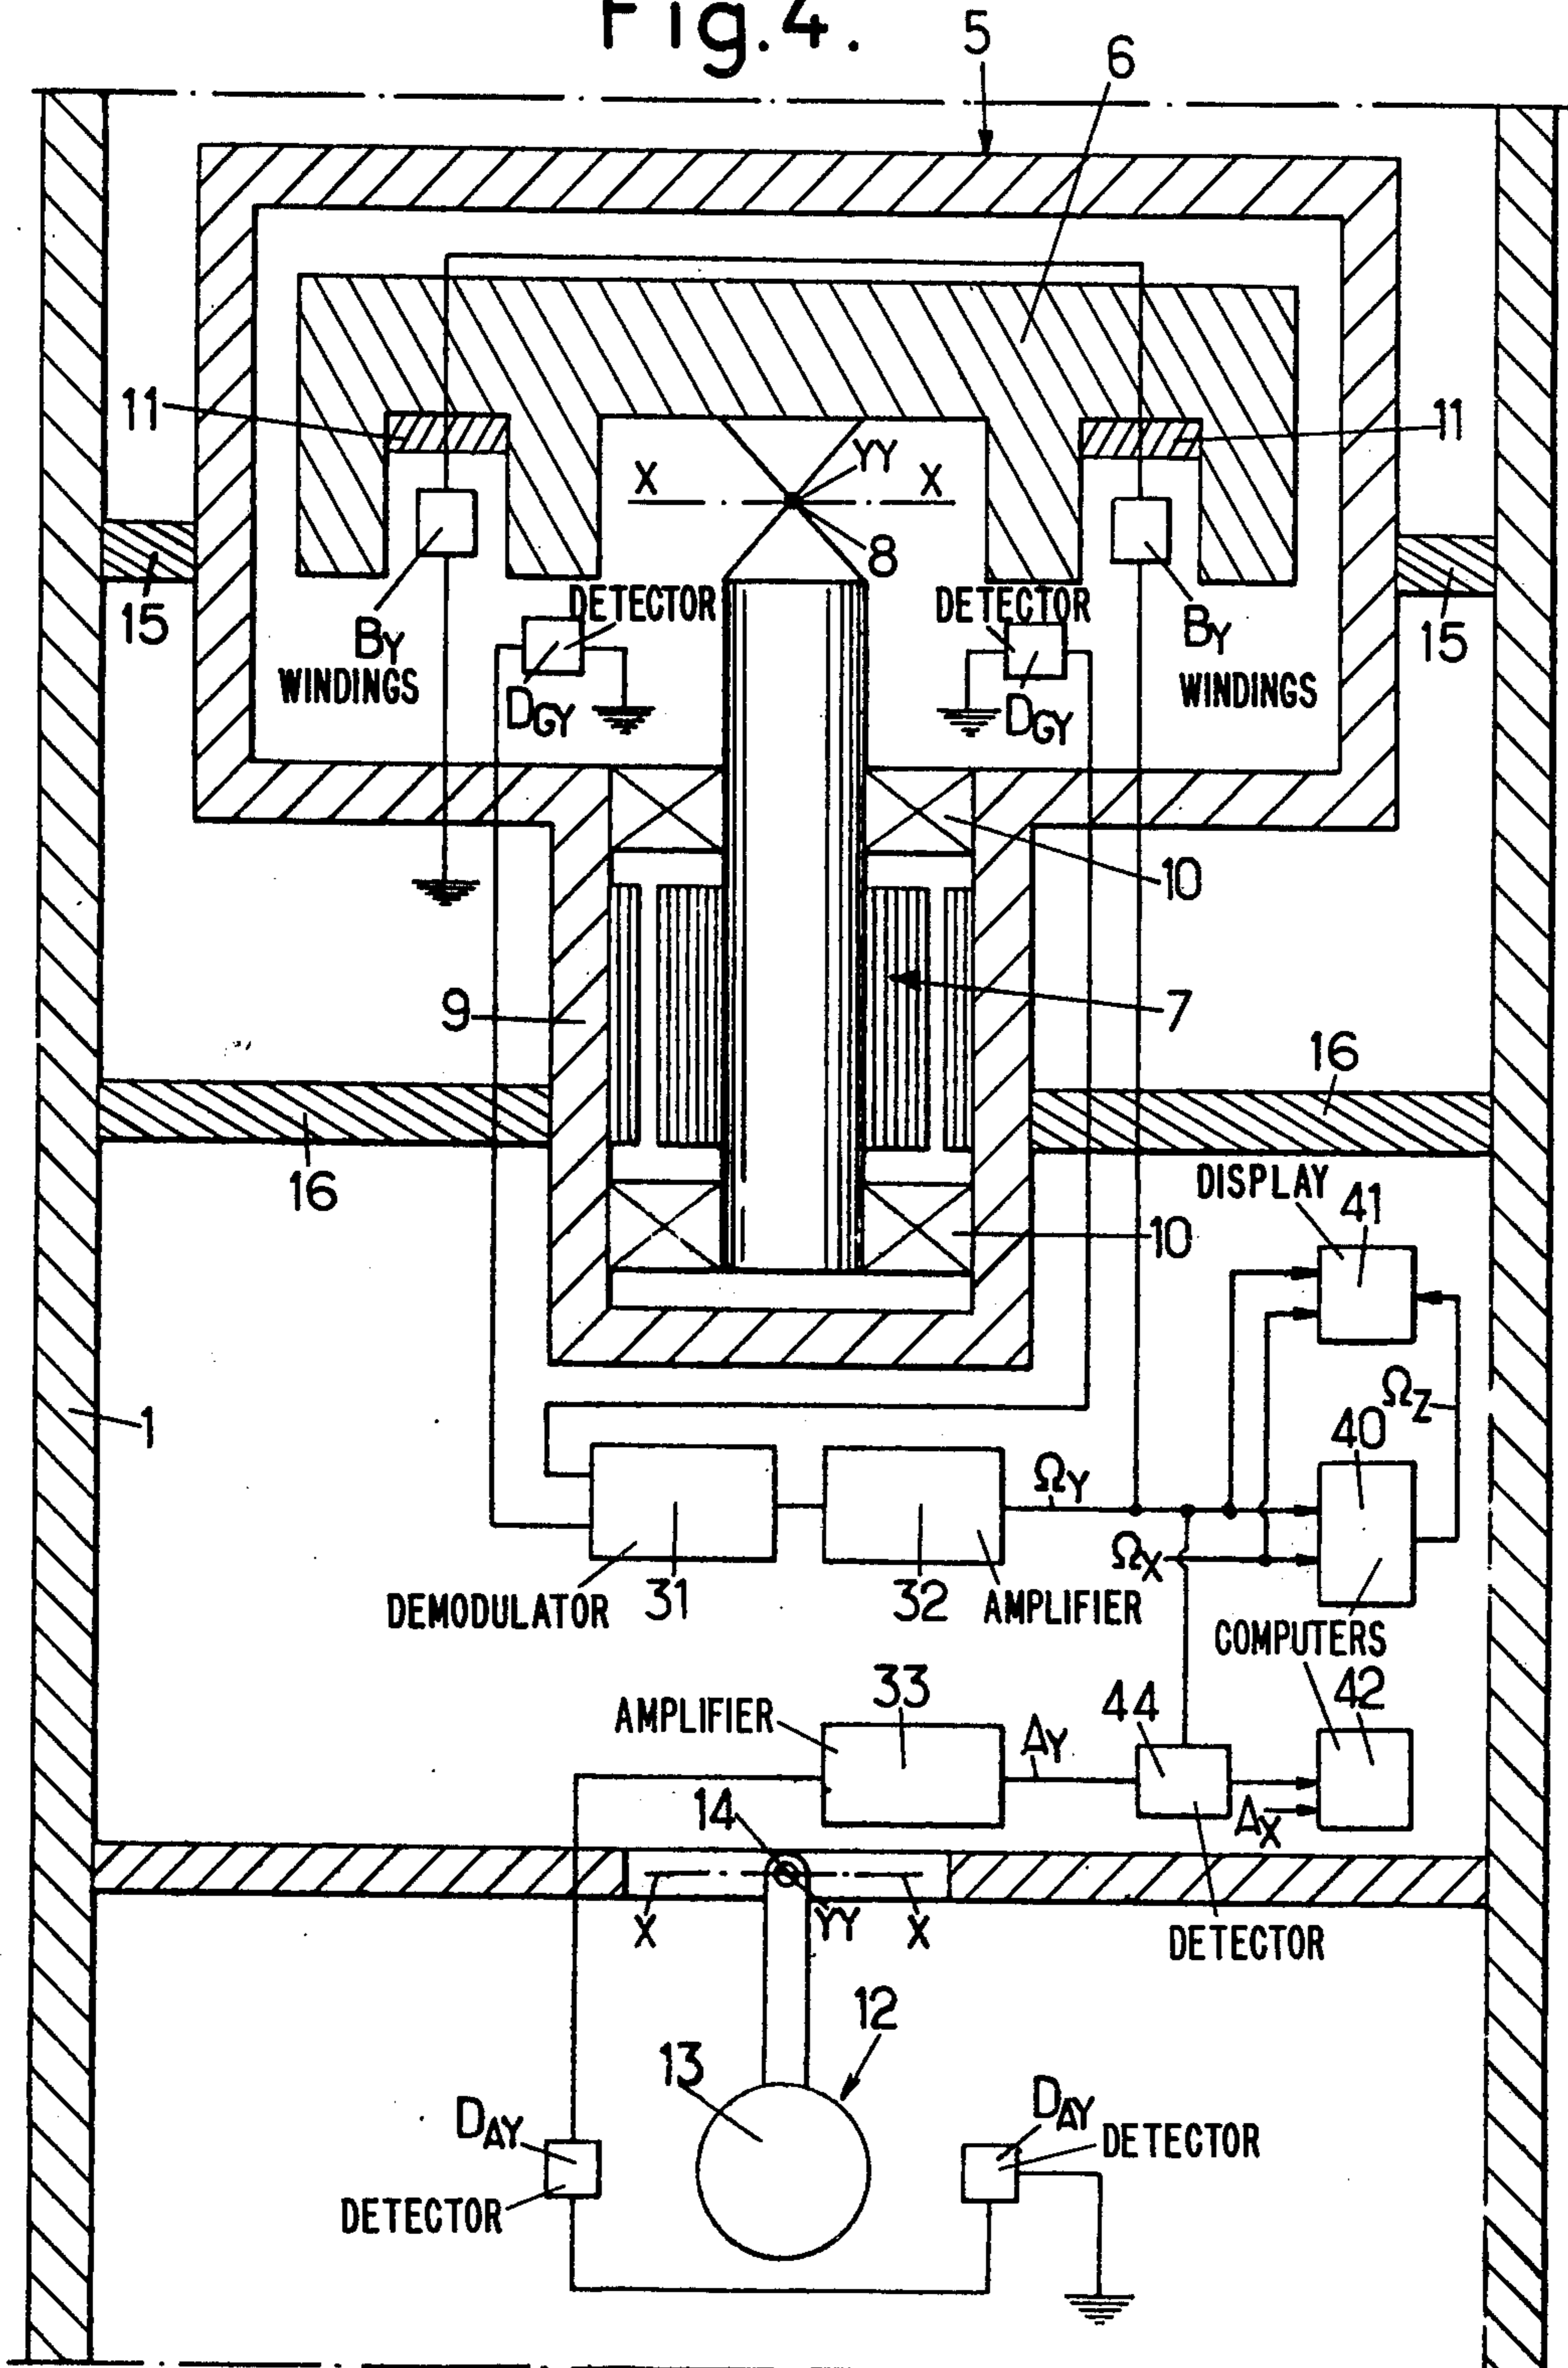 Fig.4.
5
6
11
11
YY
X
X
8
DETECTOR
DETECTOR
15
15
BY
BY
WINDINGS
WINDINGS
DGY
DGY
10
9
7
16
16
DISPLAY
41
10
ΩZ
1
40
ΩY
ΩX
DEMODULATOR
31
32
AMPLIFIER
COMPUTERS
33
44
42
AMPLIFIER
ΔY
14
ΔX
X
YY
X
DETECTOR
12
13
DAY
DAY
DETECTOR
DETECTOR